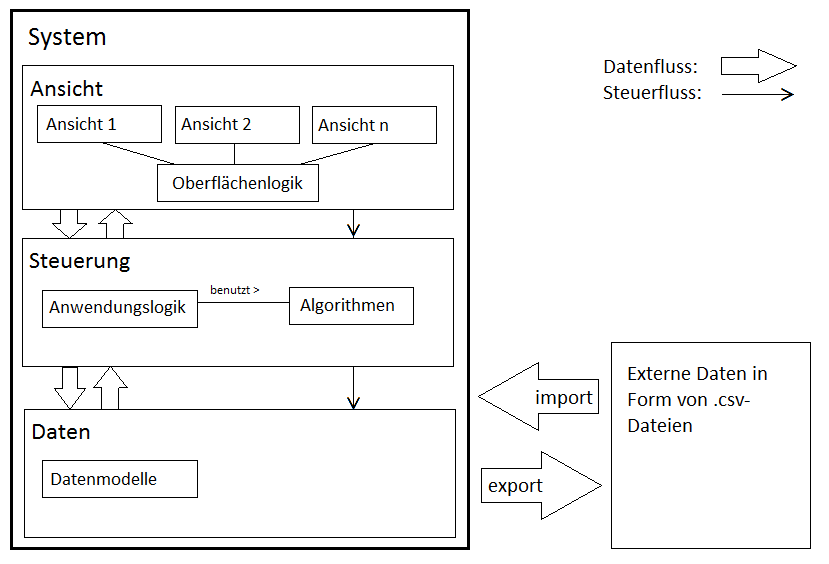 System
Ansicht
Ansicht 1
Ansicht 2
Ansicht n
Oberflächenlogik
Steuerung
Anwendungslogik
benutzt >
Algorithmen
Daten
Datenmodelle
Datenfluss:
Steuerfluss:
import
export
Externe Daten in
Form von .csv-
Dateien